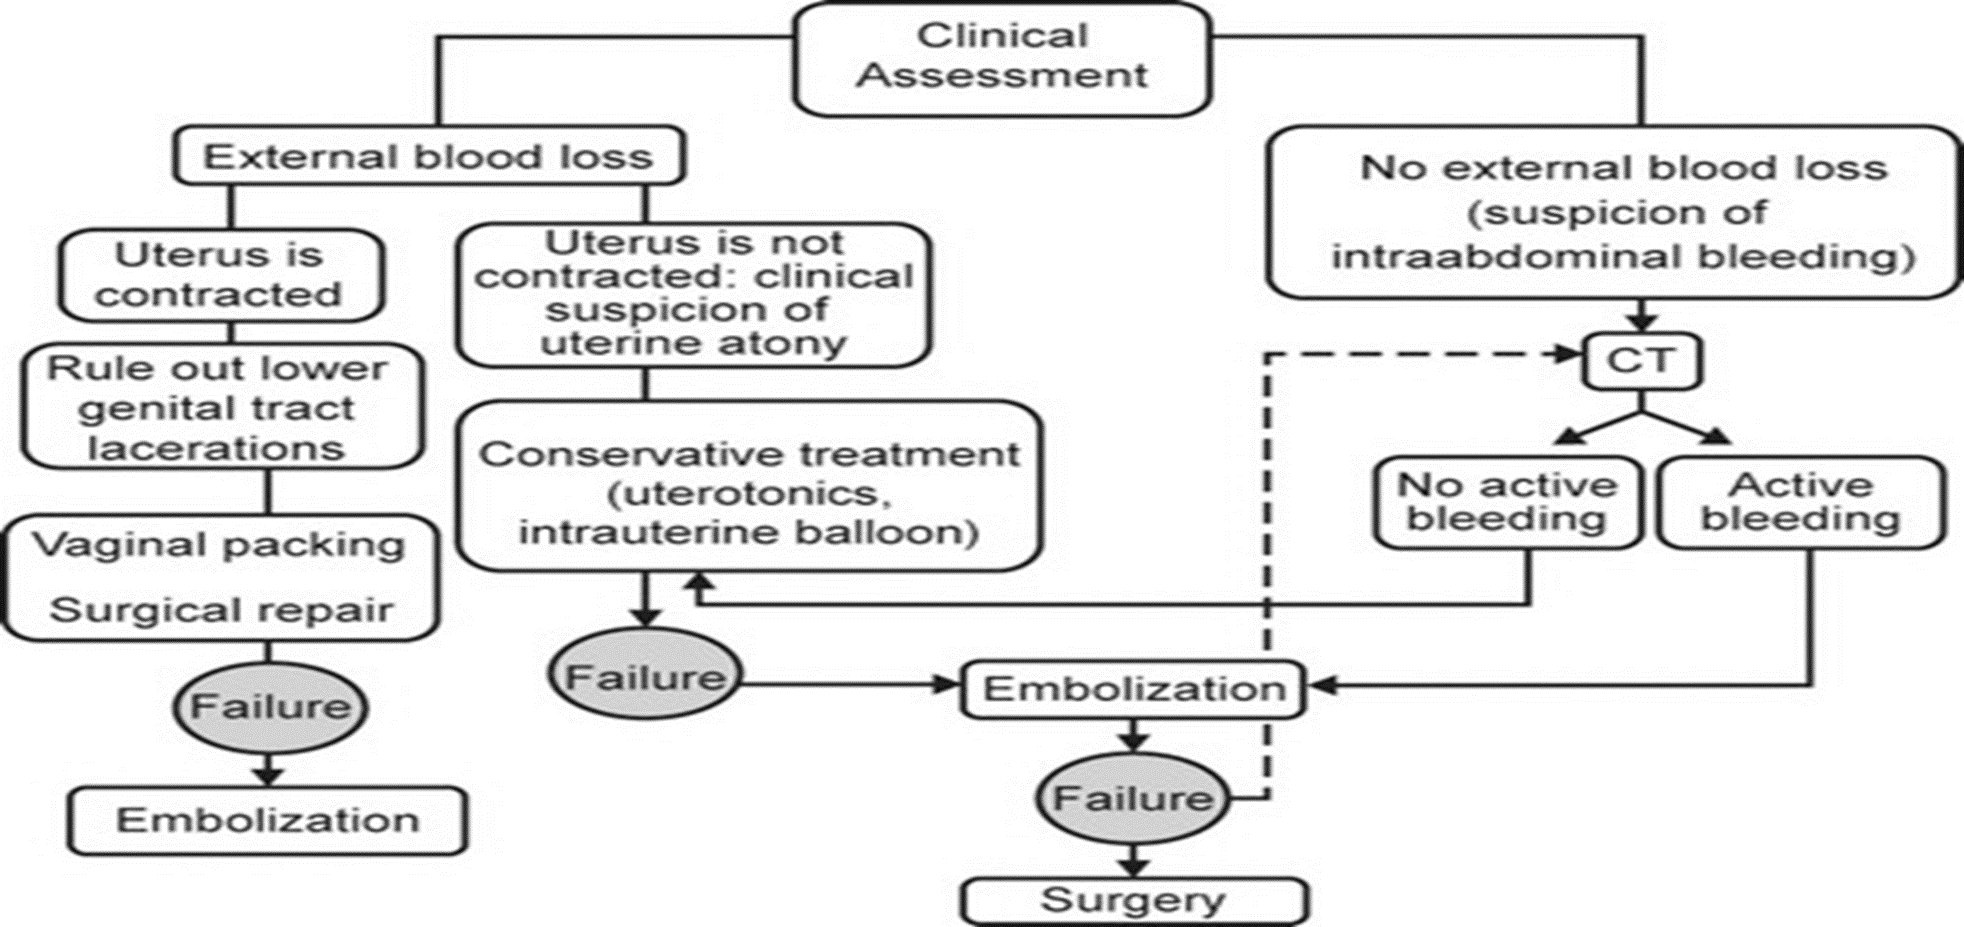 Clinical
Assessment
External blood loss
No external blood loss
(suspicion of
intraabdominal bleeding)
Uterus is
contracted
Uterus is not
contracted: clinical
suspicion of
uterine atony
Rule out lower
genital tract
lacerations
CT
Conservative treatment
(uterotonics,
intrauterine balloon)
No active
bleeding
Active
bleeding
Vaginal packing
Surgical repair
Failure
Failure
Embolization
Embolization
Failure
Surgery